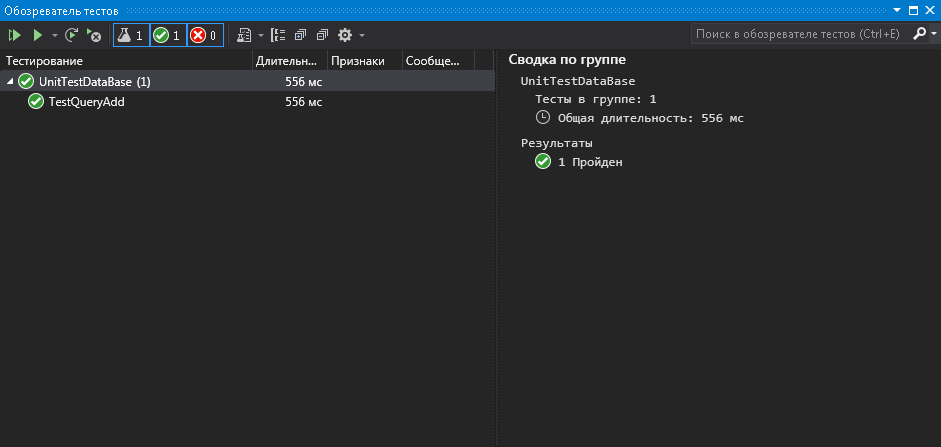 Обозреватель тестов
1 1 0
Поиск в обозревателе тестов (Ctrl+E)
Тестирование Длительн... Признаки Сообще...
UnitTestDataBase (1) 556 мс
TestQueryAdd 556 мс
Сводка по группе
UnitTestDataBase
Тесты в группе: 1
Общая длительность: 556 мс
Результаты
1 Пройден